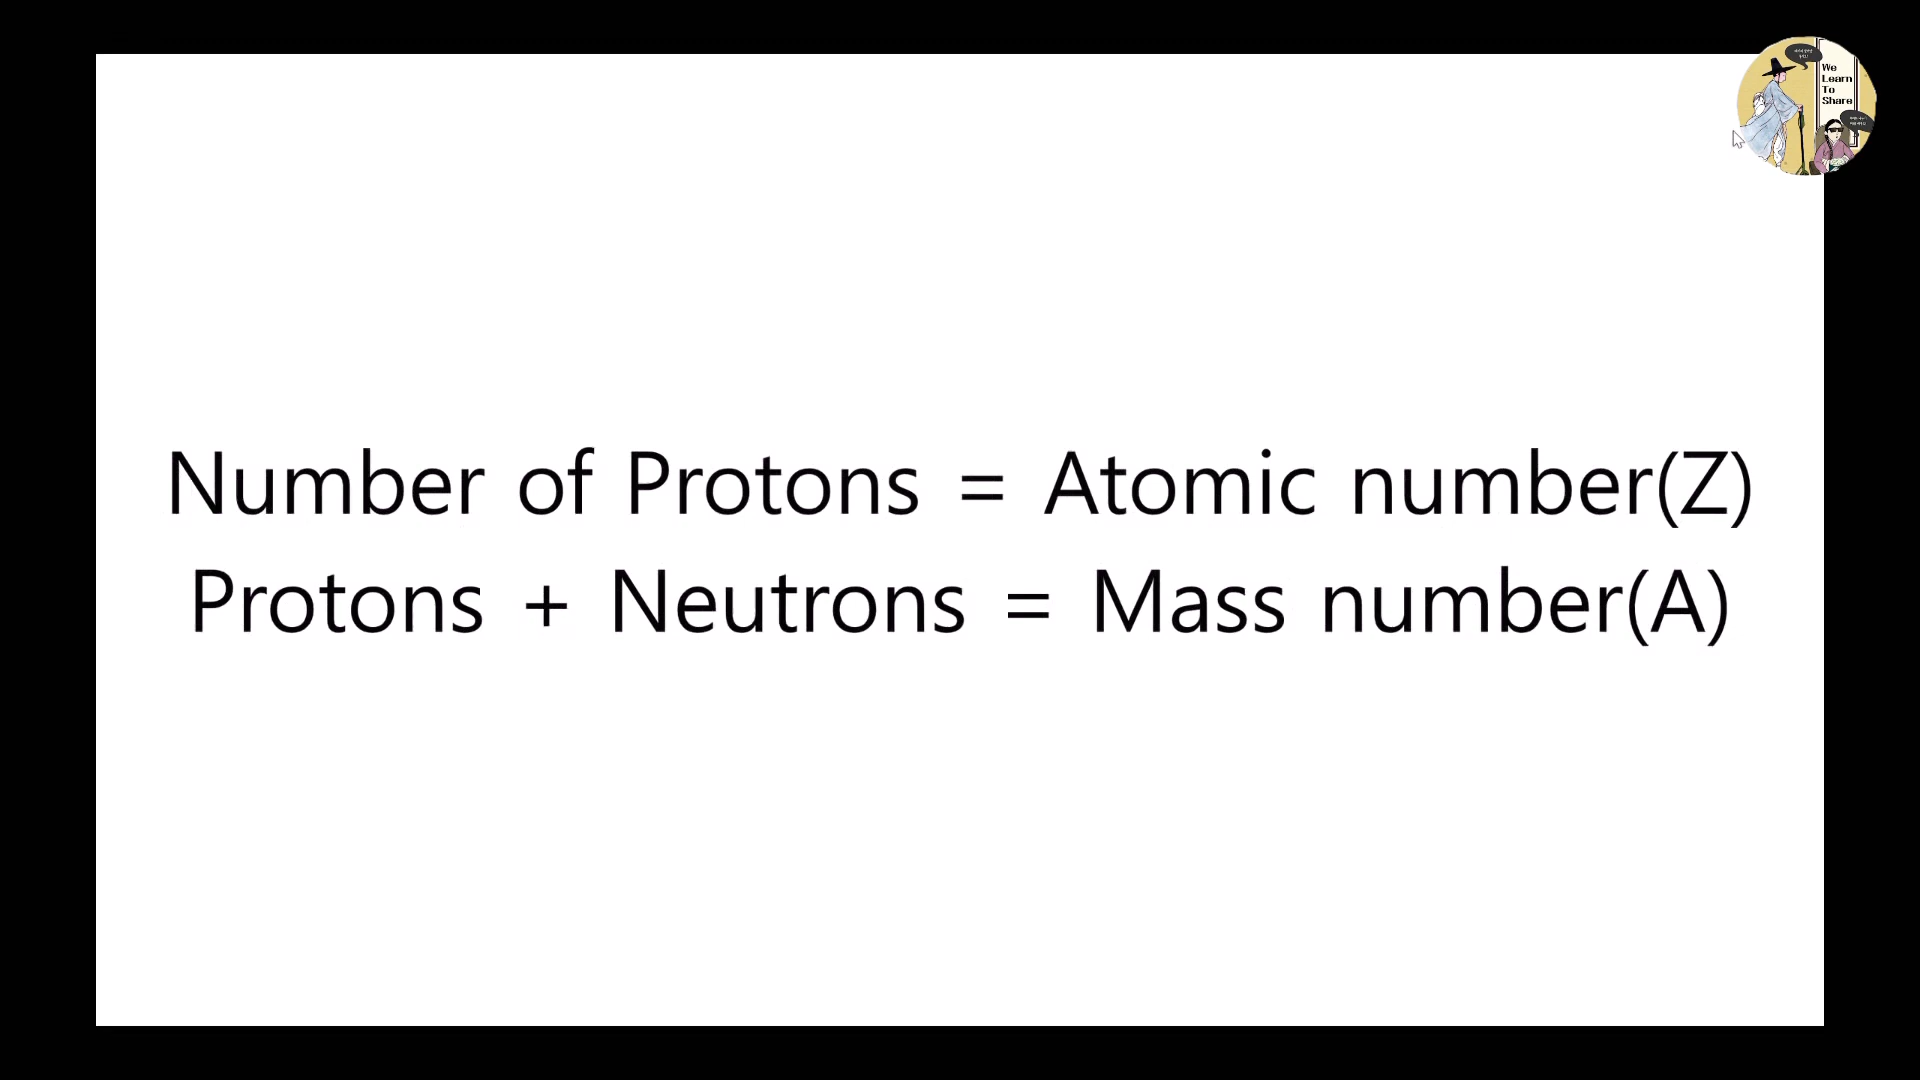 We
Learn
To
Share
Number of Protons = Atomic number(Z)
Protons + Neutrons = Mass number(A)